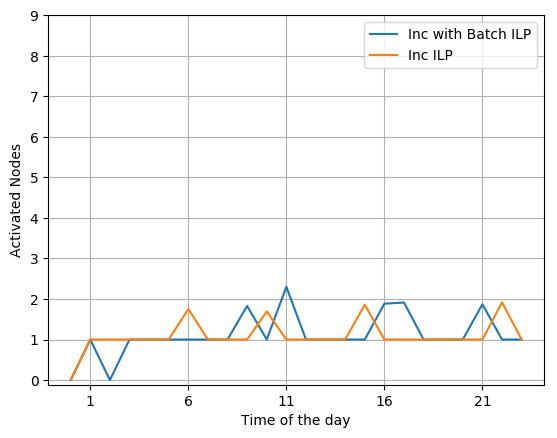 9
8
7
6
5
4
3
2
1
0
Activated Nodes
Inc with Batch ILP
Inc ILP
1 6 11 16 21
Time of the day